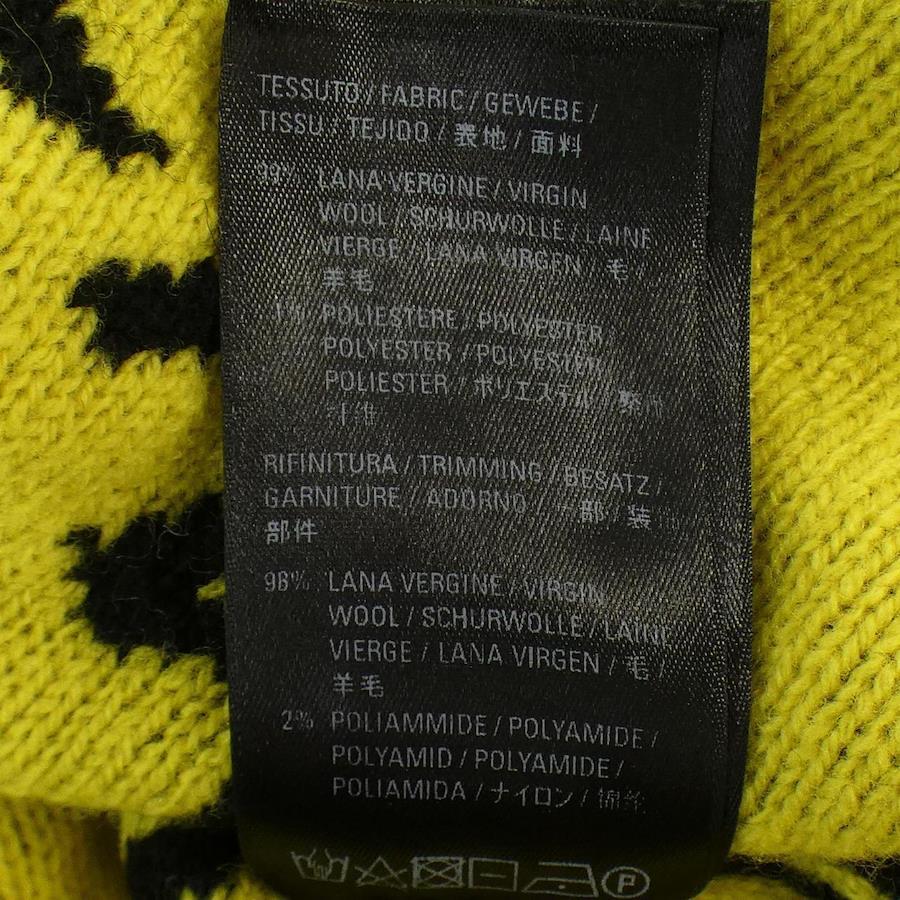 TESSUTO / FABRIC / GEWEBE /
TISSU / TEJIDO / 表地 / 面料
99% LANA VERGINE / VIRGIN
WOOL / SCHURWOLLE / LAINE
VIERGE / LANA VIRGEN / 毛 /
羊毛
1% POLIESTERE / POLYESTER
POLYESTER / POLYESTER
POLIESTER / ポリエステル /
RIFINITURA / TRIMMING / BESATZ /
GARNITURE / ADORNO / 一部 / 装
部件
98% LANA VERGINE / VIRGIN
WOOL / SCHURWOLLE / LAINE
VIERGE / LANA VIRGEN / 毛 /
羊毛
2% POLIAMMIDE / POLYAMIDE /
POLYAMID / POLYAMIDE /
POLIAMIDA / ナイロン /
P